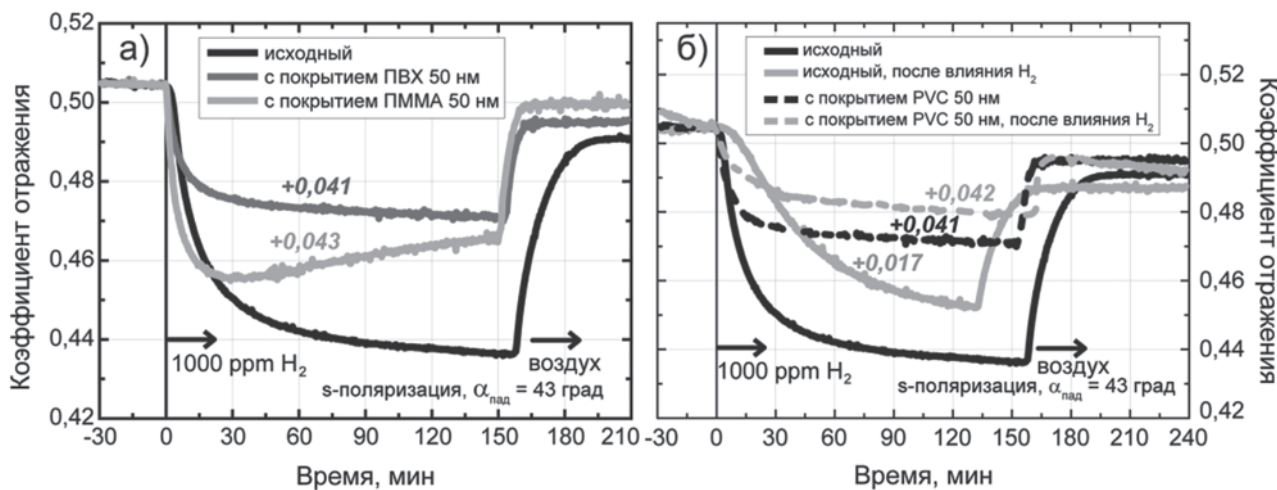 а)
исходный
с покрытием ПВХ 50 нм
с покрытием ПММА 50 нм
Коэффициент отражения
0,52
0,50
0,48
0,46
0,44
0,42
+0,041
+0,043
1000 ppm H₂
воздух
s-поляризация, αпад = 43 град
-30 0 30 60 90 120 150 180 210
Время, мин
б)
исходный
исходный, после влияния H₂
с покрытием PVC 50 нм
с покрытием PVC 50 нм, после влияния H₂
+0,042
+0,041
+0,017
1000 ppm H₂
воздух
s-поляризация, αпад = 43 град
-30 0 30 60 90 120 150 180 210 240
Время, мин
0,52
0,50
0,48
0,46
0,44
0,42
Коэффициент отражения